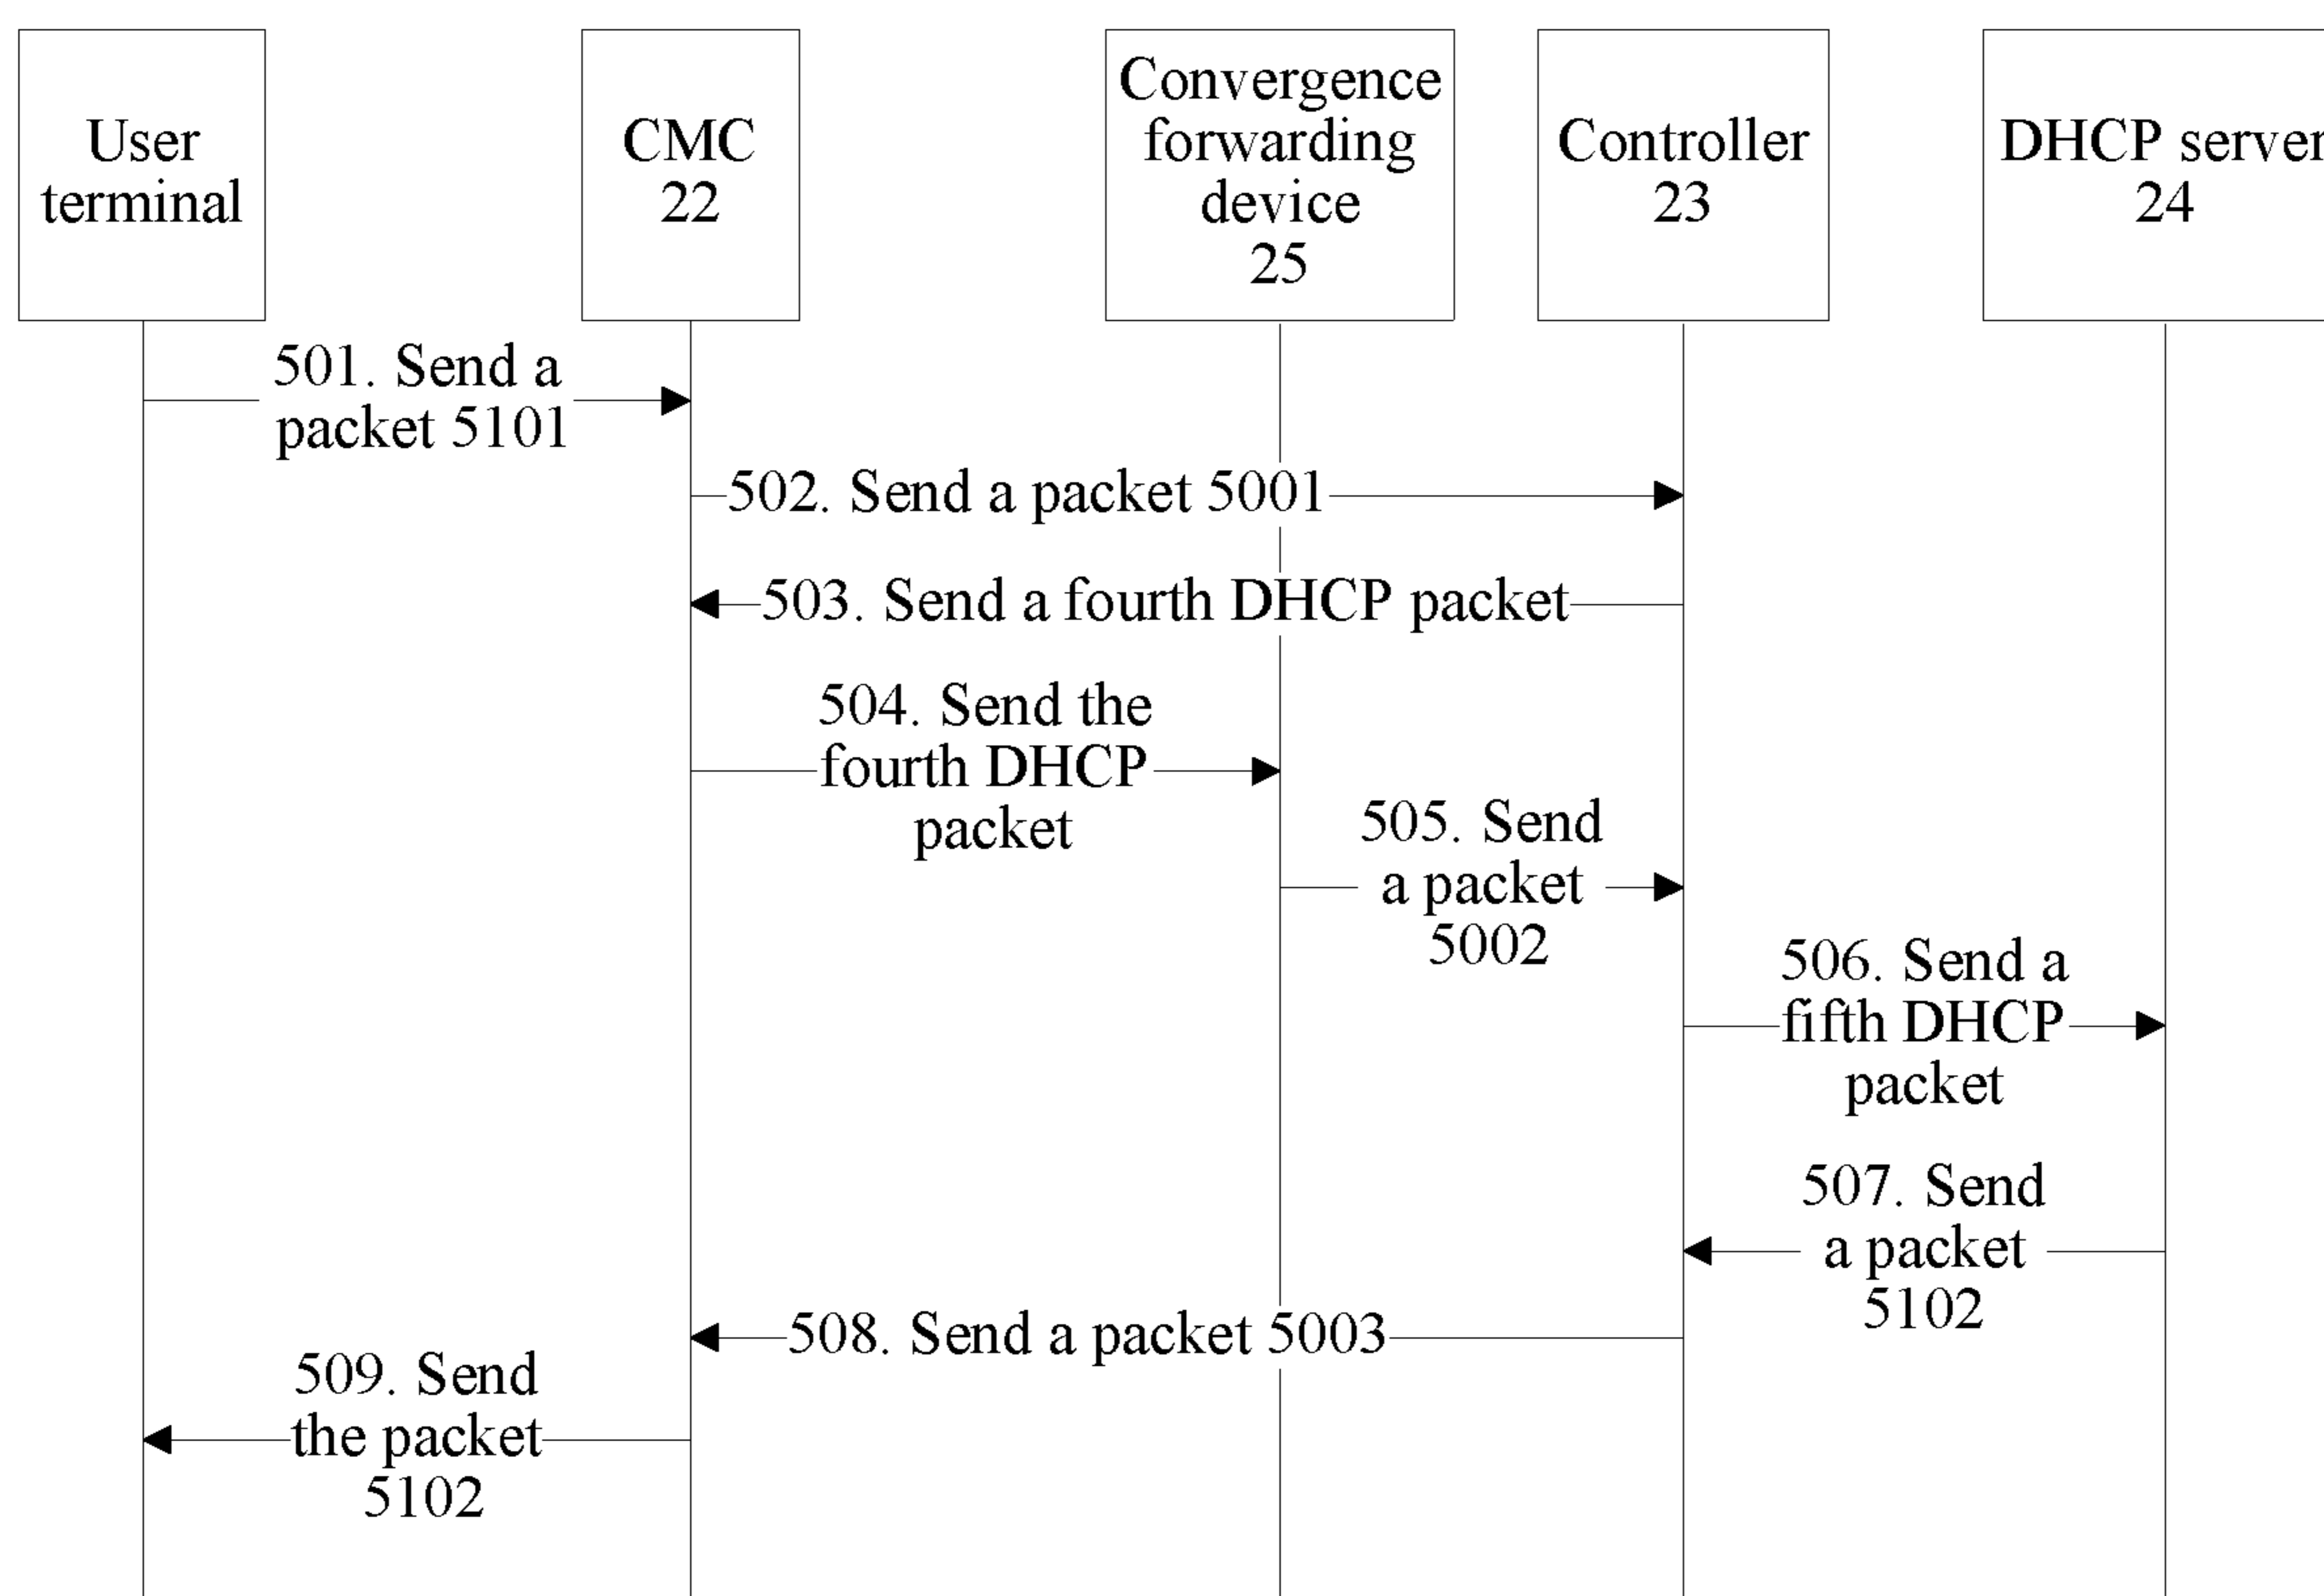 User
terminal
CMC
22
Convergence
forwarding
device
25
Controller
23
DHCP server
24
501. Send a
packet 5101
502. Send a packet 5001
503. Send a fourth DHCP packet
504. Send the
fourth DHCP
packet
505. Send
a packet
5002
506. Send a
fifth DHCP
packet
507. Send
a packet
5102
508. Send a packet 5003
509. Send
the packet
5102